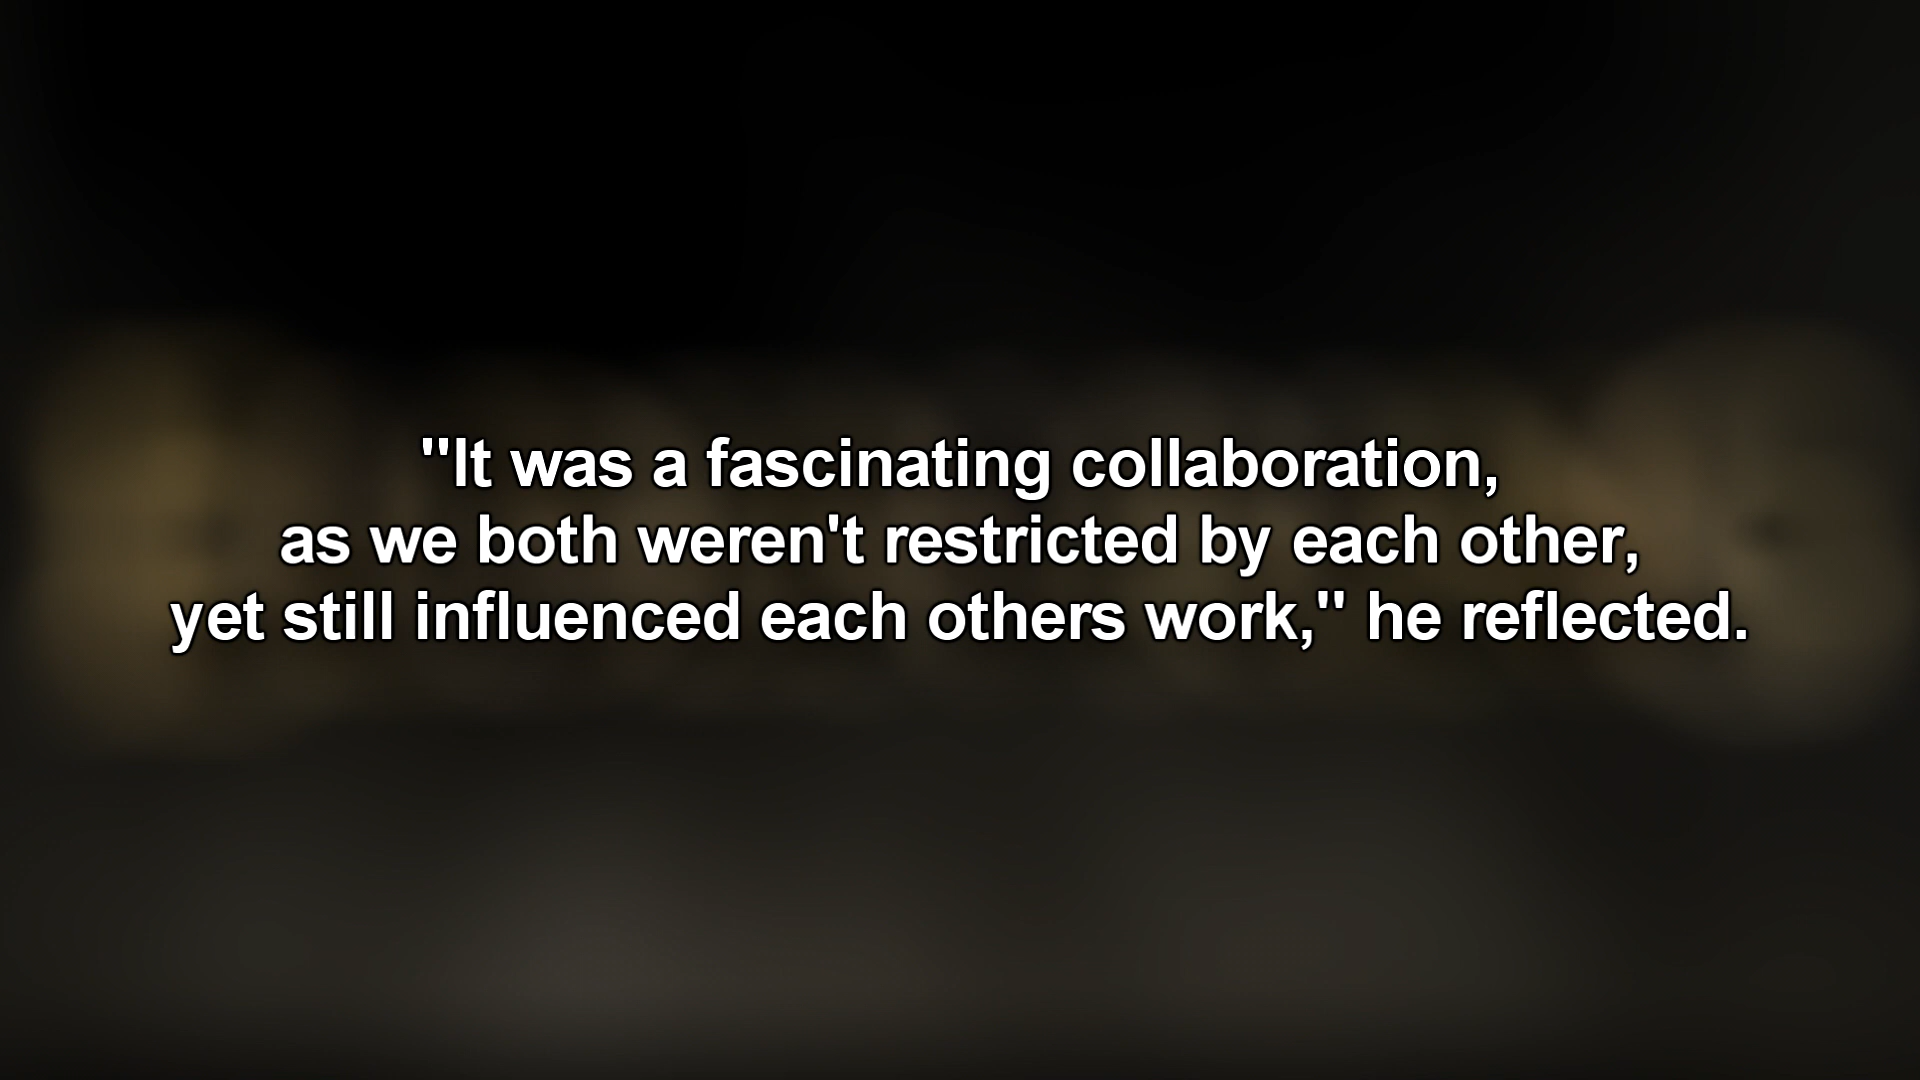 "It was a fascinating collaboration,
as we both weren't restricted by each other,
yet still influenced each others work," he reflected.